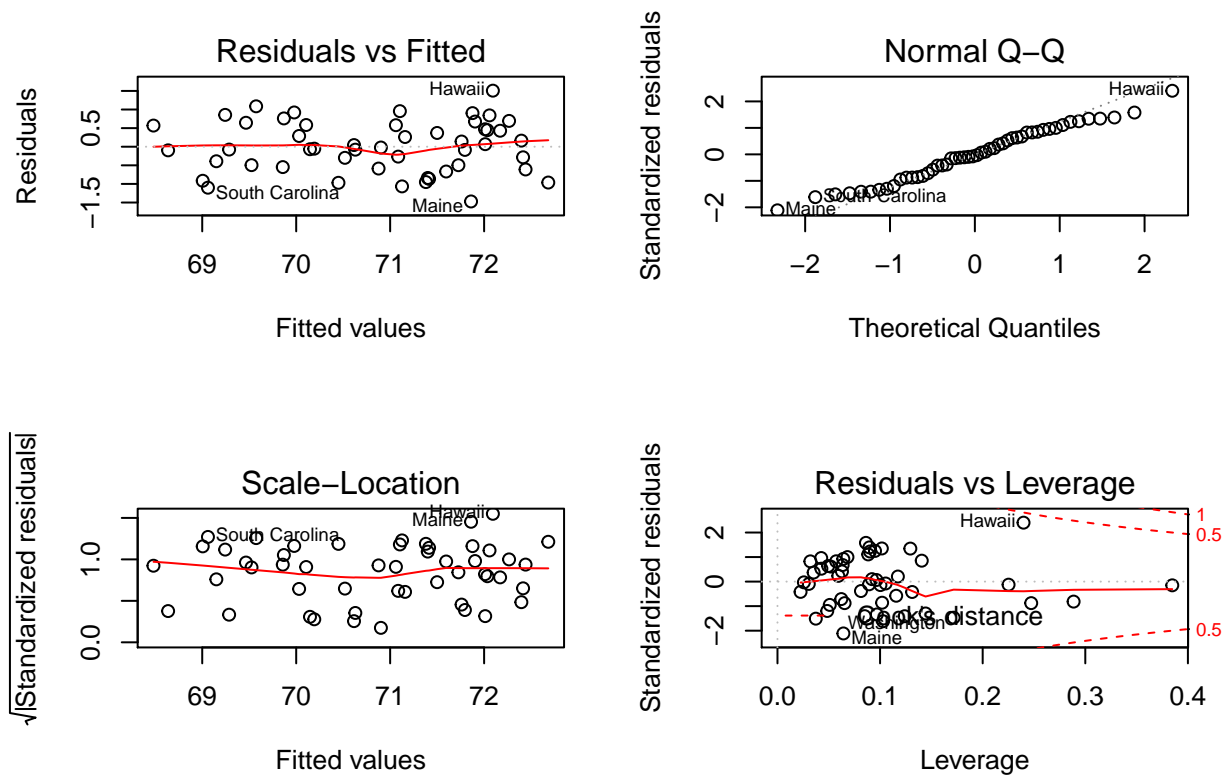 Residuals vs Fitted
Residuals
0.5
−1.5
Hawaii
South Carolina
Maine
69 70 71 72
Fitted values
Normal Q−Q
Standardized residuals
2
0
−2
Hawaii
South Carolina
Maine
−2 −1 0 1 2
Theoretical Quantiles
Scale−Location
√|Standardized residuals|
1.0
0.0
Hawaii
Maine
South Carolina
69 70 71 72
Fitted values
Residuals vs Leverage
Standardized residuals
2
0
−2
Hawaii
1
0.5
Cook's distance
Washington
Maine
0.5
0.0 0.1 0.2 0.3 0.4
Leverage